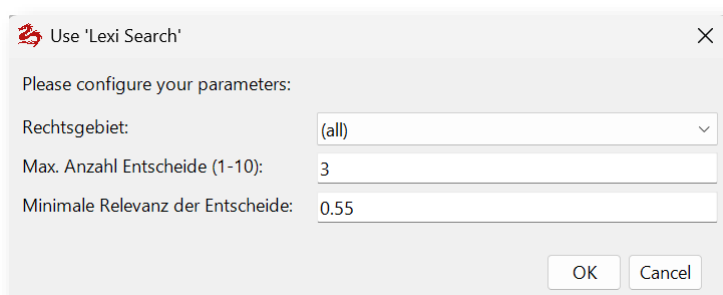 Use 'Lexi Search'
Please configure your parameters:
Rechtsgebiet: (all)
Max. Anzahl Entscheide (1-10): 3
Minimale Relevanz der Entscheide: 0.55
OK Cancel